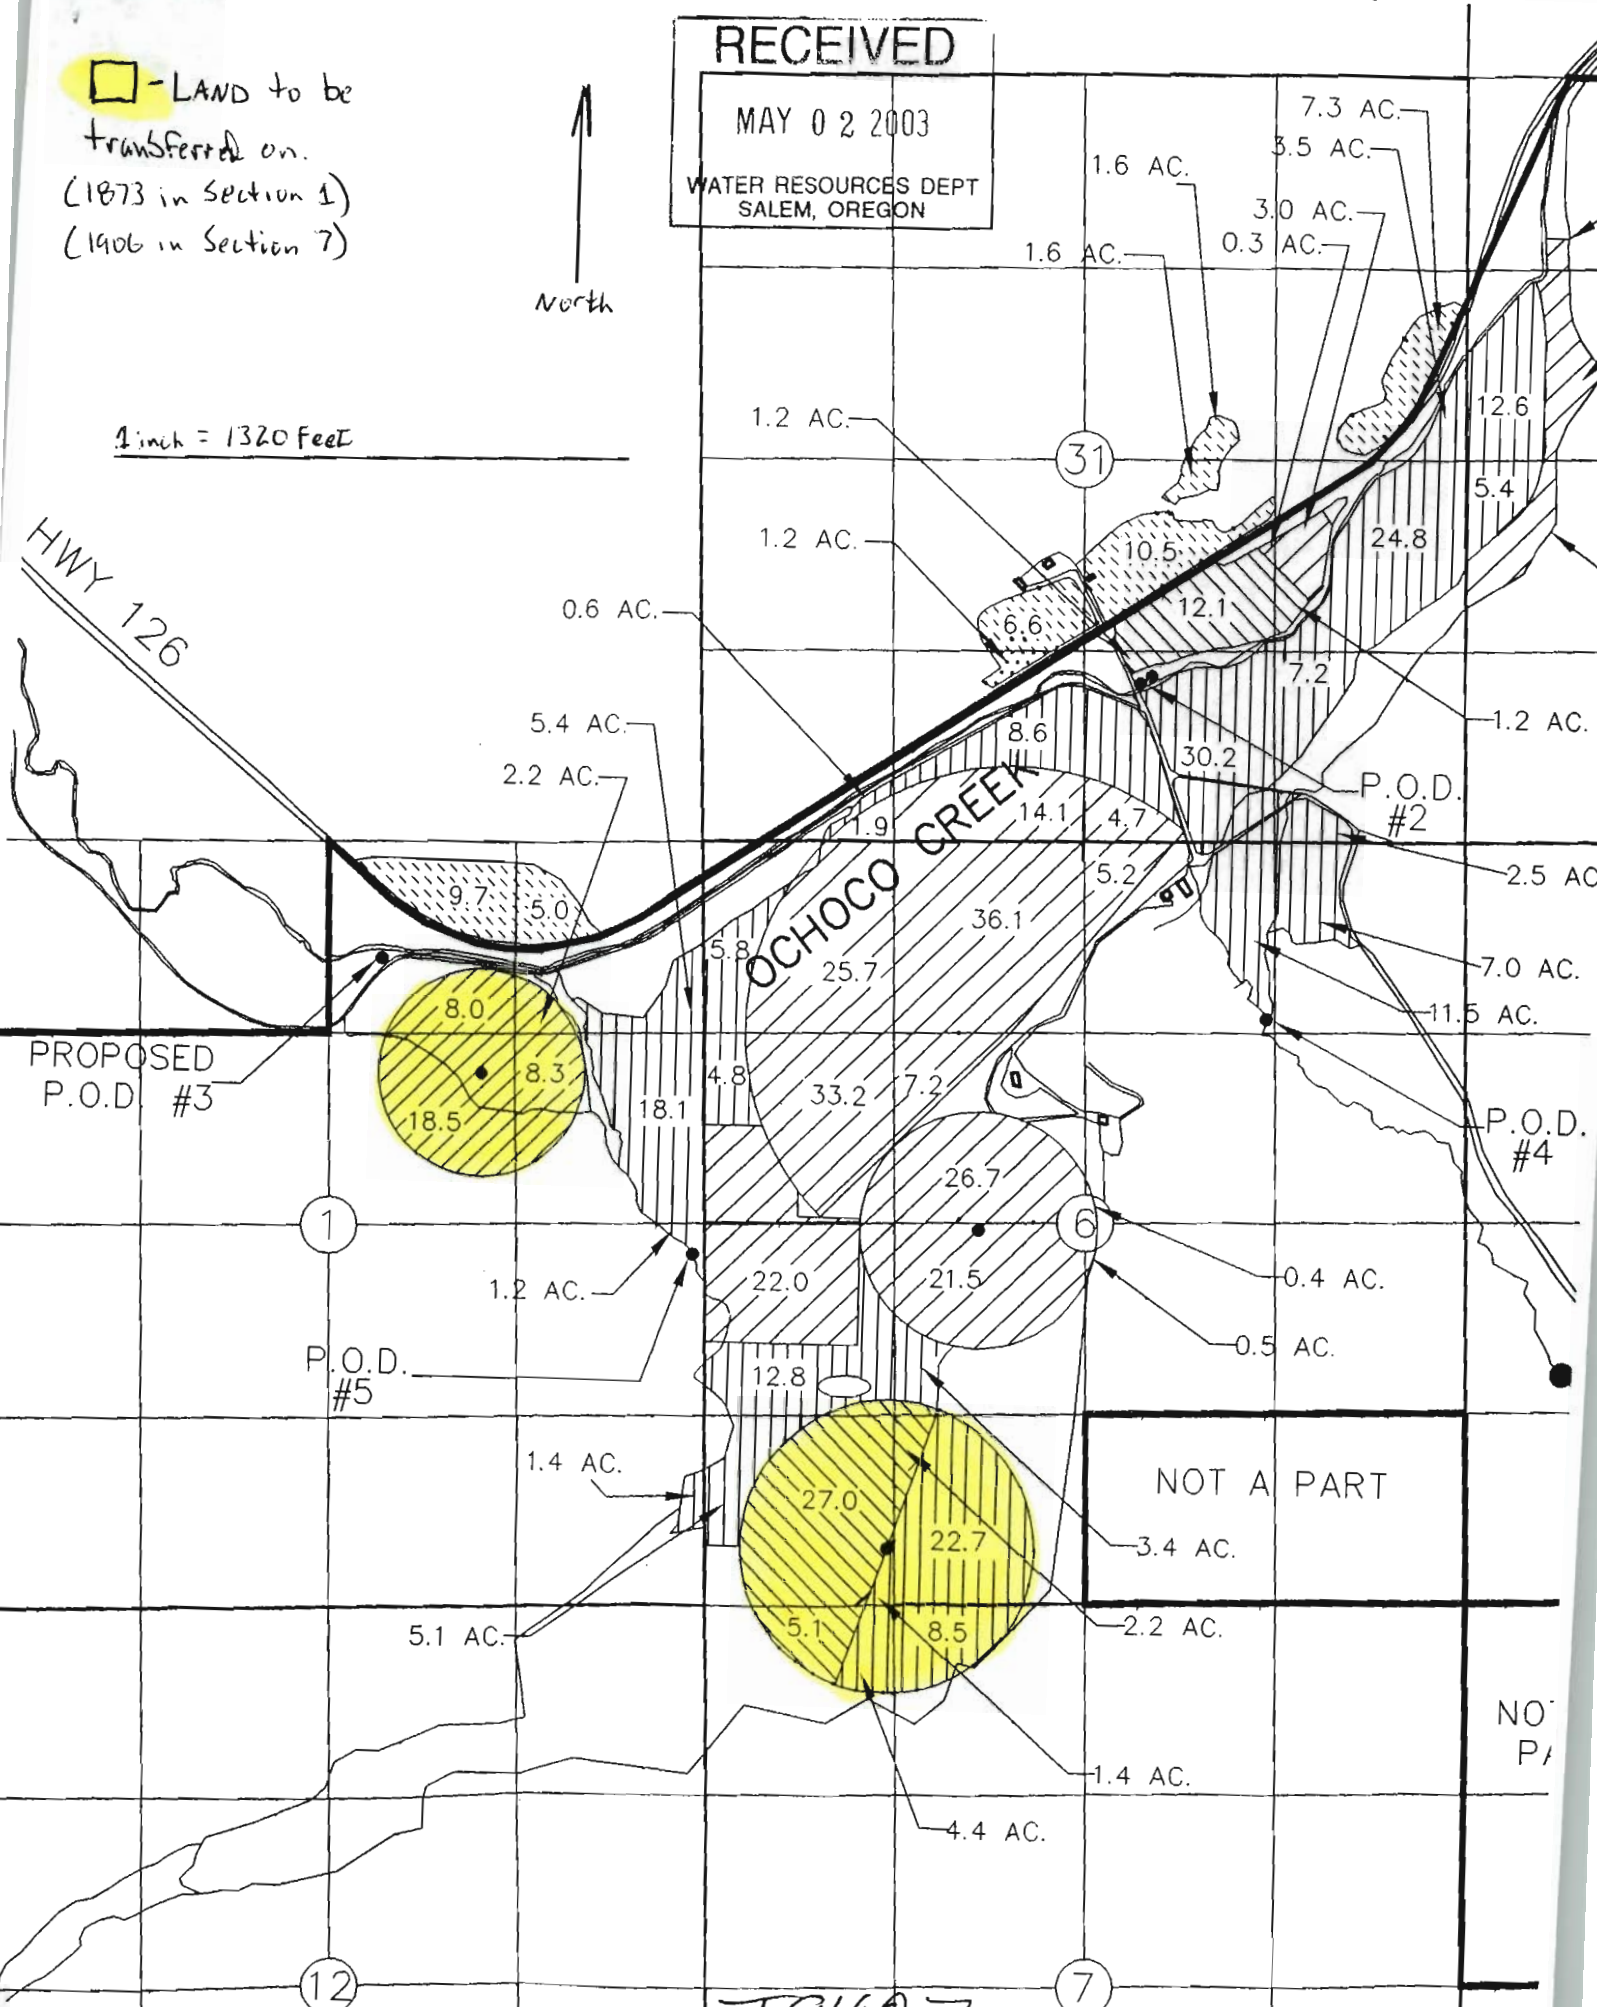 - LAND to be
transferred on.
(1873 in Section 1)
(1906 in Section 7)
North
1 inch = 1320 Feet
RECEIVED
MAY 02 2003
WATER RESOURCES DEPT
SALEM, OREGON
7.3 AC.
3.5 AC.
1.6 AC.
3.0 AC.
0.3 AC.
1.6 AC.
1.2 AC.
31
12.6
5.4
24.8
1.2 AC.
10.5
12.1
6.6
7.2
0.6 AC.
HWY 126
5.4 AC.
8.6
1.2 AC.
30.2
2.2 AC.
P.O.D.
#2
14.1
4.7
1.9
OCHOCO CREEK
5.2
2.5 AC
9.7
5.0
36.1
5.8
25.7
7.0 AC.
8.0
11.5 AC.
PROPOSED
P.O.D. #3
8.3
4.8
7.2
33.2
18.5
18.1
P.O.D.
#4
26.7
1
6
22.0
21.5
0.4 AC.
1.2 AC.
0.5 AC.
P.O.D.
#5
12.8
1.4 AC.
27.0
22.7
NOT A PART
3.4 AC.
5.1 AC.
5.1
8.5
2.2 AC.
1.4 AC.
4.4 AC.
12
7